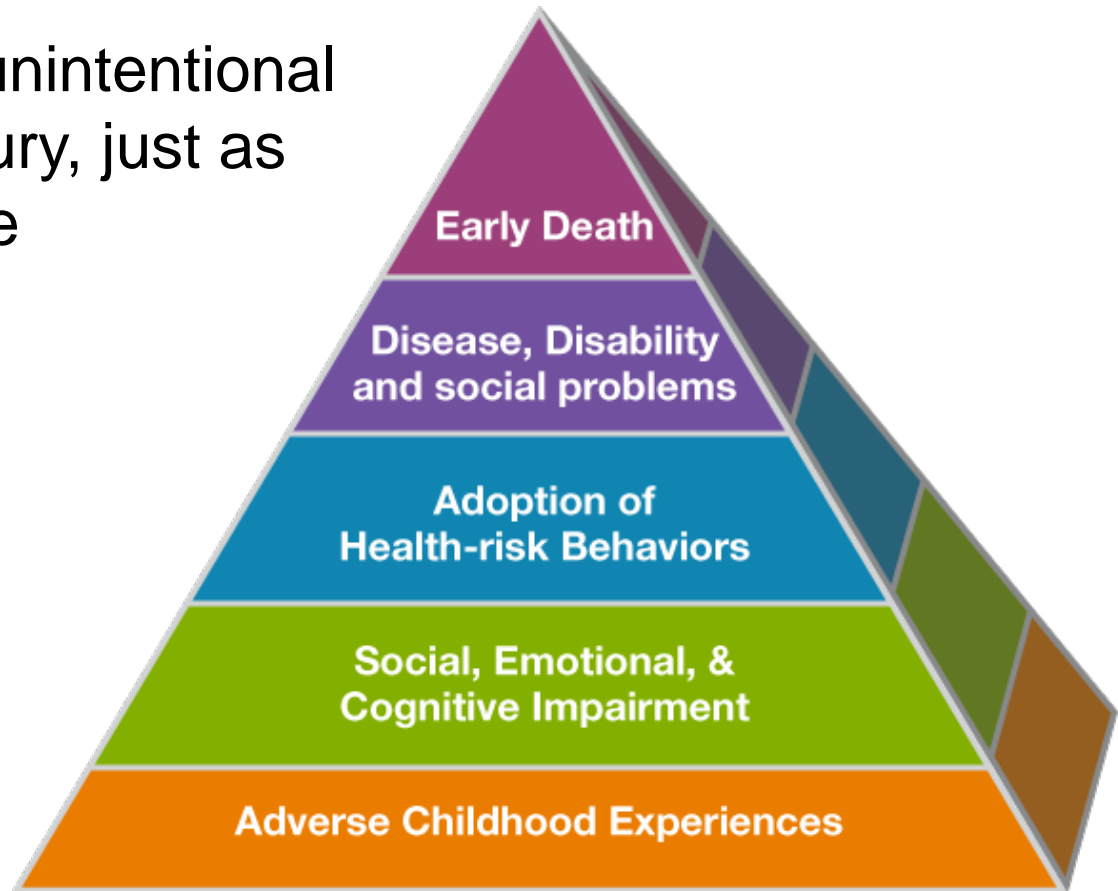 unintentional
ury, just as
e
Early Death
Disease, Disability
and social problems
Adoption of
Health-risk Behaviors
Social, Emotional, &
Cognitive Impairment
Adverse Childhood Experiences